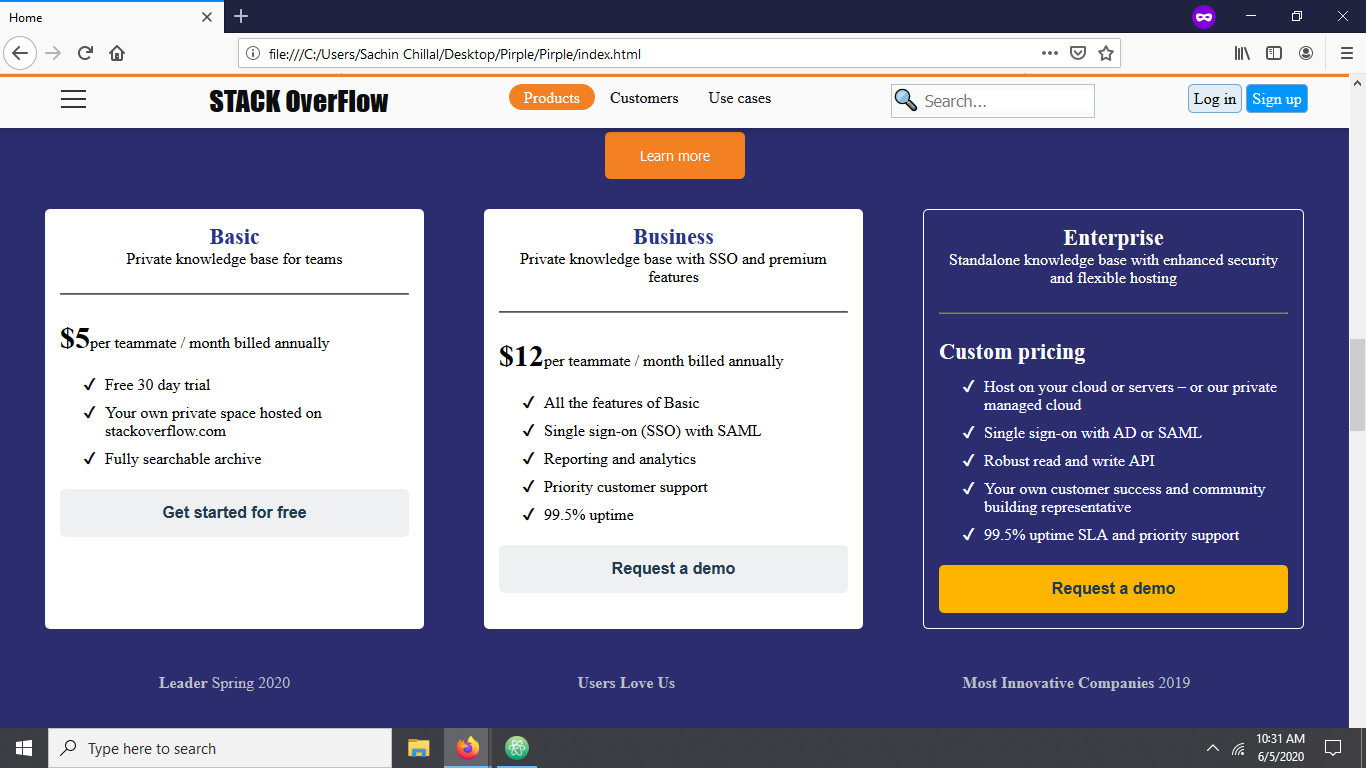 Home
file:///C:/Users/Sachin Chillal/Desktop/Pirple/Pirple/index.html
STACK OverFlow
Products
Customers
Use cases
Search...
Log in
Sign up
Learn more
Basic
Private knowledge base for teams
$5per teammate / month billed annually
✓ Free 30 day trial
✓ Your own private space hosted on
stackoverflow.com
✓ Fully searchable archive
Get started for free
Business
Private knowledge base with SSO and premium
features
$12per teammate / month billed annually
✓ All the features of Basic
✓ Single sign-on (SSO) with SAML
✓ Reporting and analytics
✓ Priority customer support
✓ 99.5% uptime
Request a demo
Enterprise
Standalone knowledge base with enhanced security
and flexible hosting
Custom pricing
✓ Host on your cloud or servers – or our private
managed cloud
✓ Single sign-on with AD or SAML
✓ Robust read and write API
✓ Your own customer success and community
building representative
✓ 99.5% uptime SLA and priority support
Request a demo
Leader Spring 2020
Users Love Us
Most Innovative Companies 2019
Type here to search
10:31 AM
6/5/2020